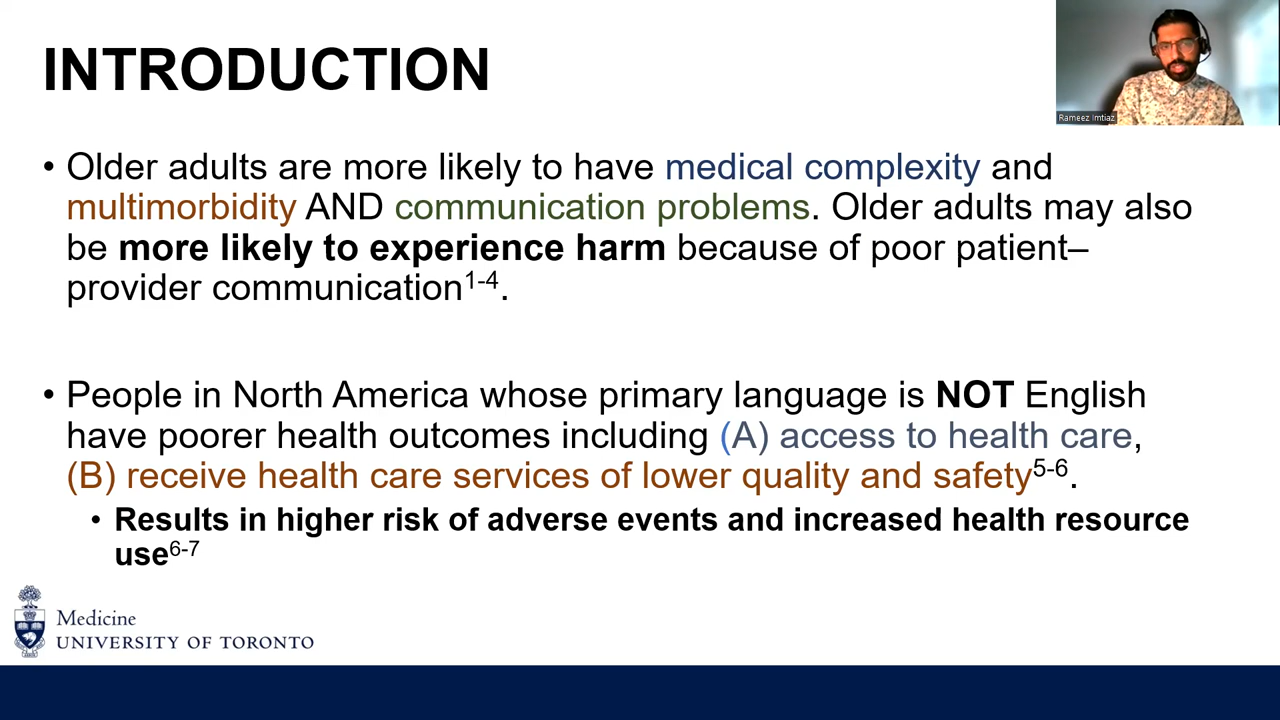 INTRODUCTION
Rameez Imtiaz
• Older adults are more likely to have medical complexity and
multimorbidity AND communication problems. Older adults may also
be more likely to experience harm because of poor patient–
provider communication1-4.
• People in North America whose primary language is NOT English
have poorer health outcomes including (A) access to health care,
(B) receive health care services of lower quality and safety5-6.
• Results in higher risk of adverse events and increased health resource
use6-7
Medicine
UNIVERSITY OF TORONTO